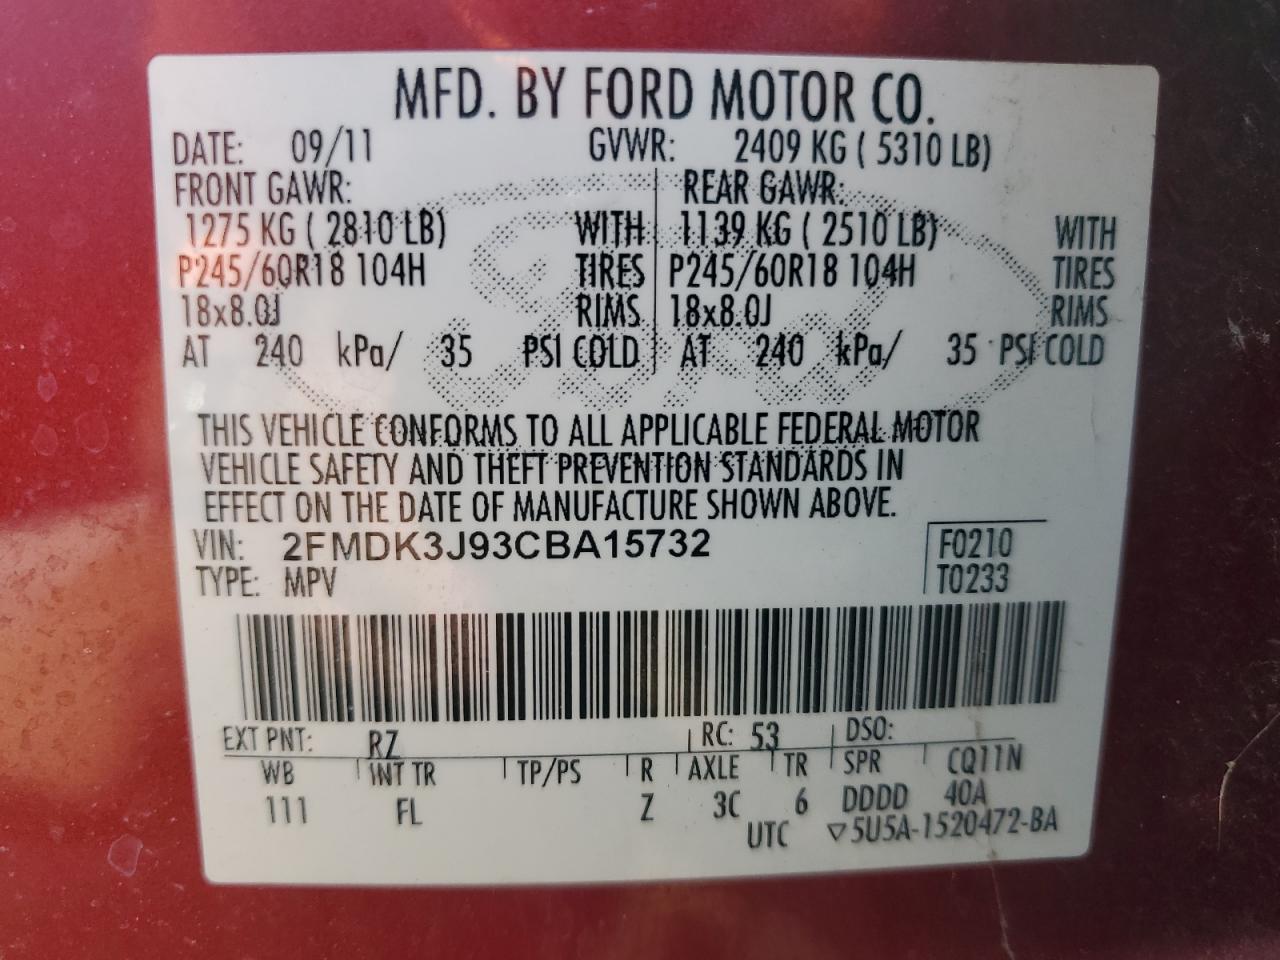 MFD. BY FORD MOTOR CO.
DATE: 09/11 GVWR: 2409 KG ( 5310 LB)
FRONT GAWR: REAR GAWR:
1275 KG ( 2810 LB) WITH 1139 KG ( 2510 LB) WITH
P245/60R18 104H TIRES P245/60R18 104H TIRES
18x8.0J RIMS 18x8.0J RIMS
AT 240 kPa/ 35 PSI COLD AT 240 kPa/ 35 PSI COLD
THIS VEHICLE CONFORMS TO ALL APPLICABLE FEDERAL MOTOR
VEHICLE SAFETY AND THEFT PREVENTION STANDARDS IN
EFFECT ON THE DATE OF MANUFACTURE SHOWN ABOVE.
VIN: 2FMDK3J93CBA15732 F0210
TYPE: MPV T0233
EXT PNT: RZ RC: 53 DSO:
WB INT TR TP/PS R AXLE TR SPR CQ11N
111 FL Z 3C 6 DDDD 40A
UTC ▽5U5A-1520472-BA